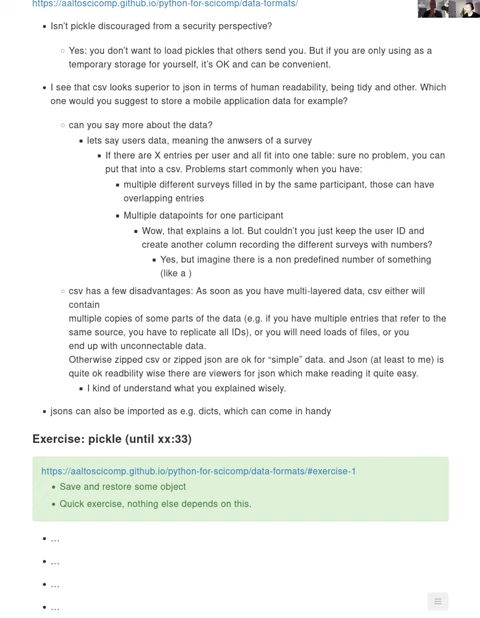 https://aaltoscicomp.github.io/python-for-scicomp/data-formats/
Isn't pickle discouraged from a security perspective?
Yes: you don't want to load pickles that others send you. But if you are only using as a
temporary storage for yourself, it's OK and can be convenient.
I see that csv looks superior to json in terms of human readability, being tidy and other. Which
one would you suggest to store a mobile application data for example?
can you say more about the data?
lets say users data, meaning the anwsers of a survey
If there are X entries per user and all fit into one table: sure no problem, you can
put that into a csv. Problems start commonly when you have:
multiple different surveys filled in by the same participant, those can have
overlapping entries
Multiple datapoints for one participant
Wow, that explains a lot. But couldn't you just keep the user ID and
create another column recording the different surveys with numbers?
Yes, but imagine there is a non predefined number of something
(like a )
csv has a few disadvantages: As soon as you have multi-layered data, csv either will
contain
multiple copies of some parts of the data (e.g. if you have multiple entries that refer to the
same source, you have to replicate all IDs), or you will need loads of files, or you
end up with unconnectable data.
Otherwise zipped csv or zipped json are ok for “simple” data. and Json (at least to me) is
quite ok readbility wise there are viewers for json which make reading it quite easy.
I kind of understand what you explained wisely.
jsons can also be imported as e.g. dicts, which can come in handy
Exercise: pickle (until xx:33)
https://aaltoscicomp.github.io/python-for-scicomp/data-formats/#exercise-1
Save and restore some object
Quick exercise, nothing else depends on this.
…
…
…
…